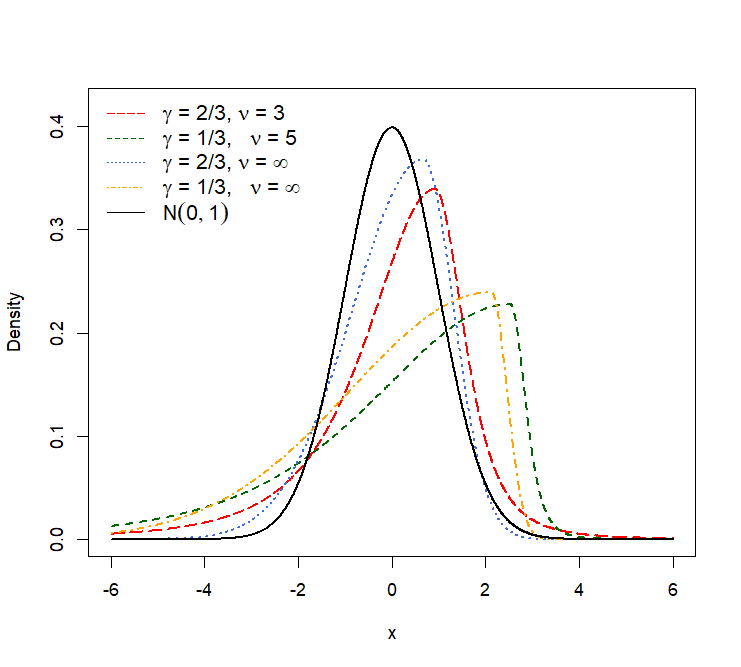 γ = 2/3, ν = 3
γ = 1/3, ν = 5
γ = 2/3, ν = ∞
γ = 1/3, ν = ∞
N(0, 1)
0.4
0.3
0.2
0.1
0.0
Density
-6 -4 -2 0 2 4 6
x